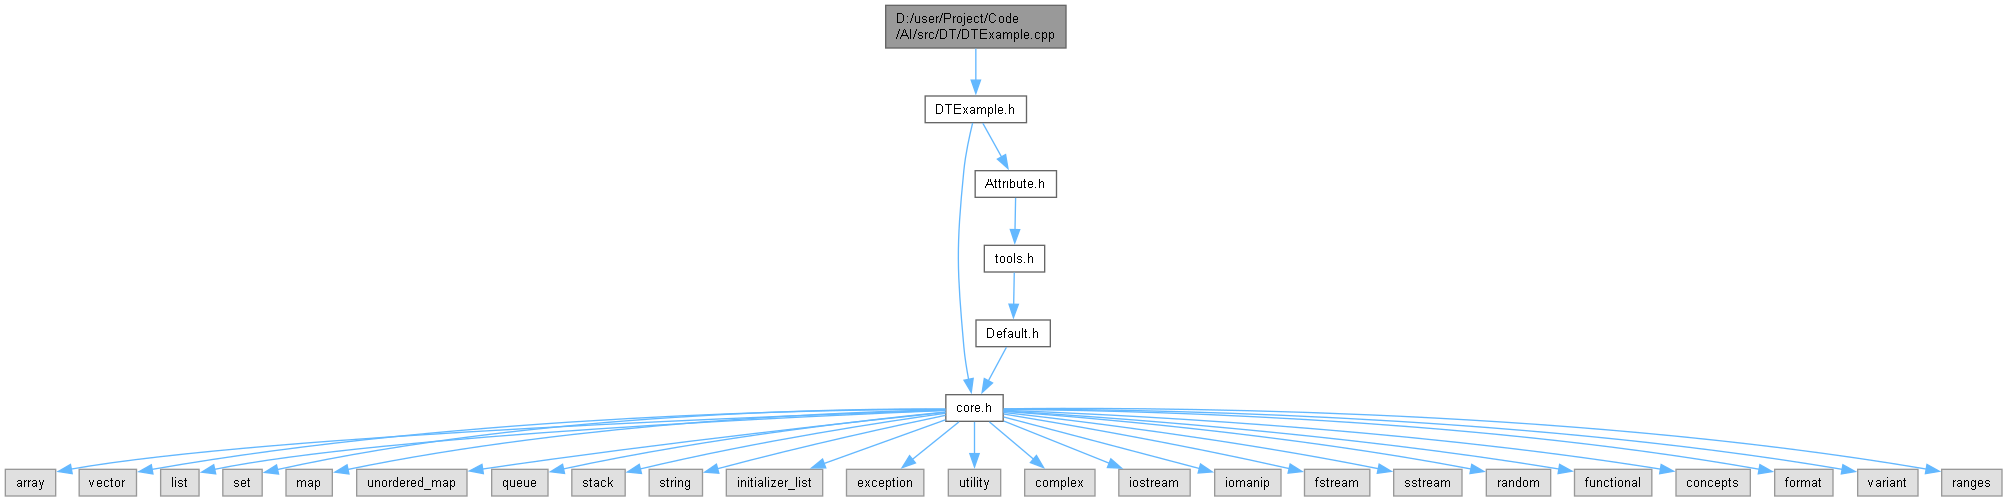 D:/user/Project/Code
/AI/src/DT/DTExample.cpp
DTExample.h
Attribute.h
tools.h
Default.h
core.h
array
vector
list
set
map
unordered_map
queue
stack
string
initializer_list
exception
utility
complex
iostream
iomanip
fstream
sstream
random
functional
concepts
format
variant
ranges